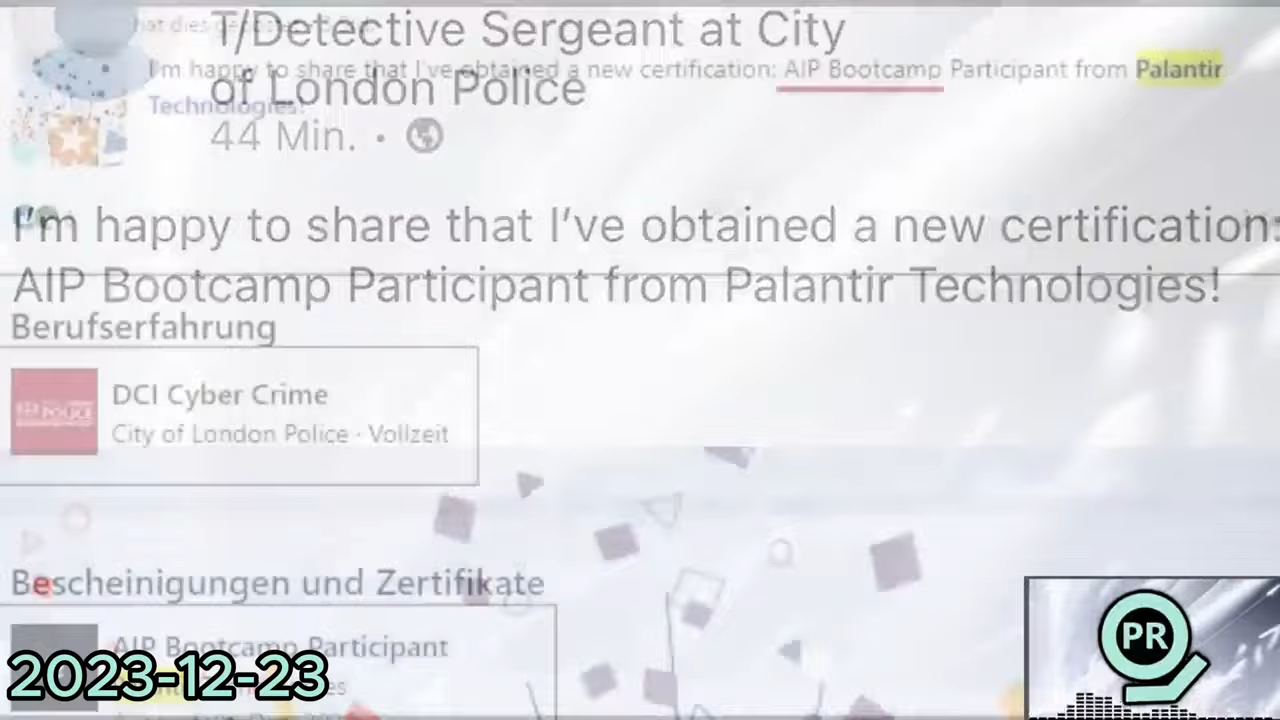 T/Detective Sergeant at City
of London Police
44 Min. •
I'm happy to share that I've obtained a new certification: AIP Bootcamp Participant from Palantir
Technologies!
I'm happy to share that I've obtained a new certification:
AIP Bootcamp Participant from Palantir Technologies!
Berufserfahrung
POLICE
DCI Cyber Crime
City of London Police · Vollzeit
Bescheinigungen und Zertifikate
AIP Bootcamp Participant
2023-12-23
PR